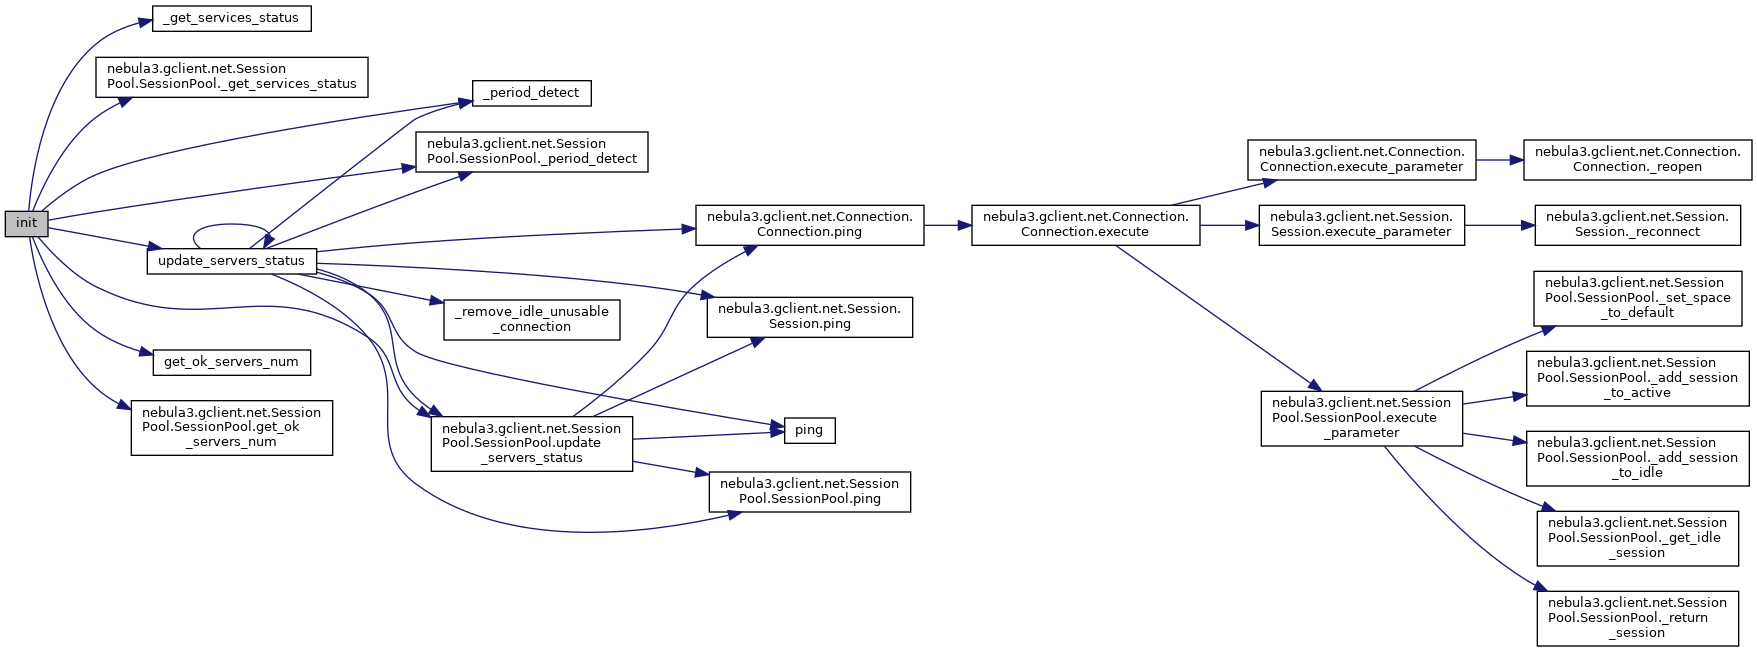 init
_get_services_status
nebula3.gclient.net.Session
Pool.SessionPool._get_services_status
update_servers_status
get_ok_servers_num
nebula3.gclient.net.Session
Pool.SessionPool.get_ok
_servers_num
_period_detect
nebula3.gclient.net.Session
Pool.SessionPool._period_detect
_remove_idle_unusable
_connection
nebula3.gclient.net.Session
Pool.SessionPool.update
_servers_status
nebula3.gclient.net.Connection.
Connection.ping
nebula3.gclient.net.Session.
Session.ping
ping
nebula3.gclient.net.Session
Pool.SessionPool.ping
nebula3.gclient.net.Connection.
Connection.execute
nebula3.gclient.net.Connection.
Connection.execute_parameter
nebula3.gclient.net.Session.
Session.execute_parameter
nebula3.gclient.net.Session
Pool.SessionPool.execute
_parameter
nebula3.gclient.net.Connection.
Connection._reopen
nebula3.gclient.net.Session.
Session._reconnect
nebula3.gclient.net.Session
Pool.SessionPool._set_space
_to_default
nebula3.gclient.net.Session
Pool.SessionPool._add_session
_to_active
nebula3.gclient.net.Session
Pool.SessionPool._add_session
_to_idle
nebula3.gclient.net.Session
Pool.SessionPool._get_idle
_session
nebula3.gclient.net.Session
Pool.SessionPool._return
_session